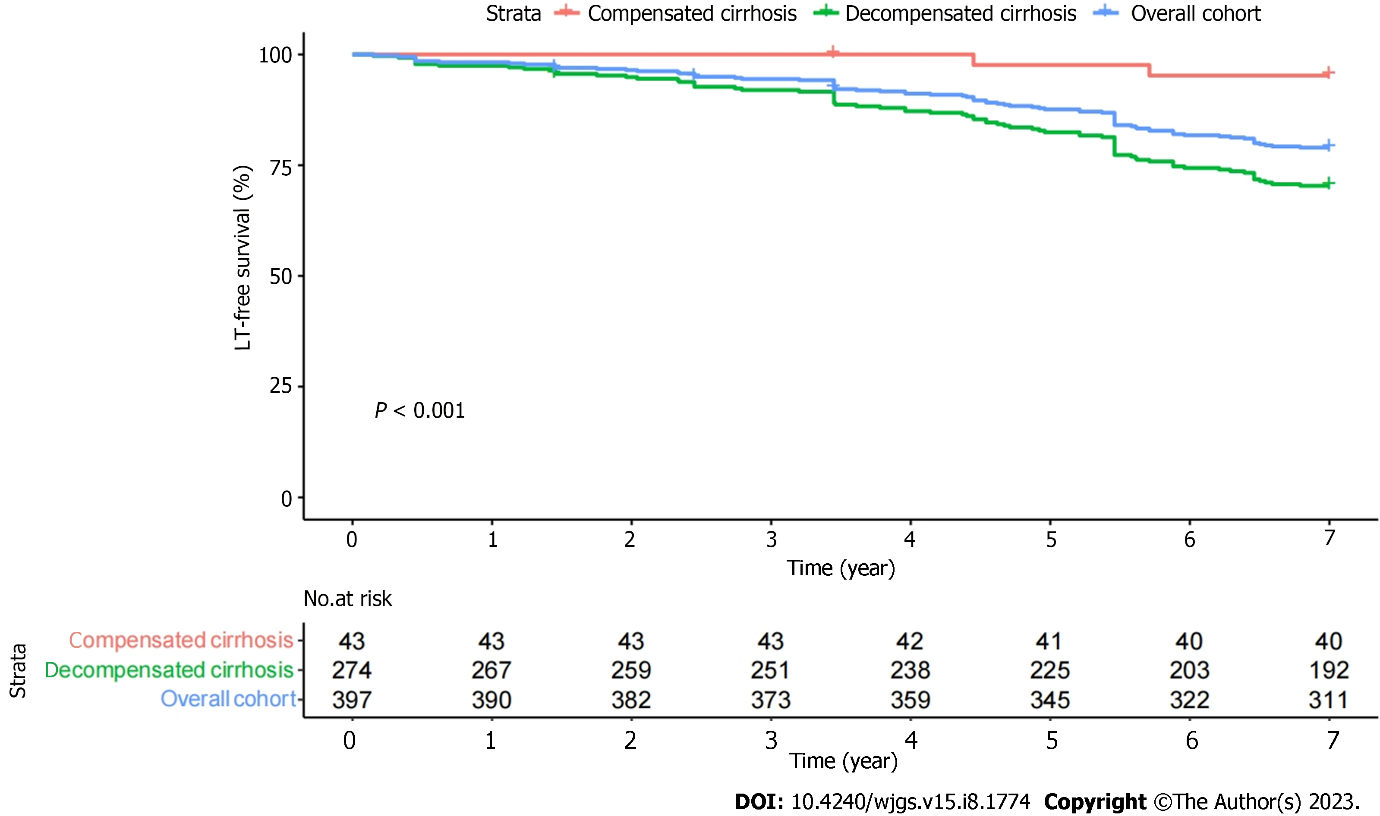 Strata Compensated cirrhosis Decompensated cirrhosis Overall cohort
LT-free survival (%)
100
75
50
25
0
P < 0.001
0 1 2 3 4 5 6 7
Time (year)
No.at risk
Strata
Compensated cirrhosis 43 43 43 43 42 41 40 40
Decompensated cirrhosis 274 267 259 251 238 225 203 192
Overall cohort 397 390 382 373 359 345 322 311
0 1 2 3 4 5 6 7
Time (year)
DOI: 10.4240/wjgs.v15.i8.1774 Copyright ©The Author(s) 2023.